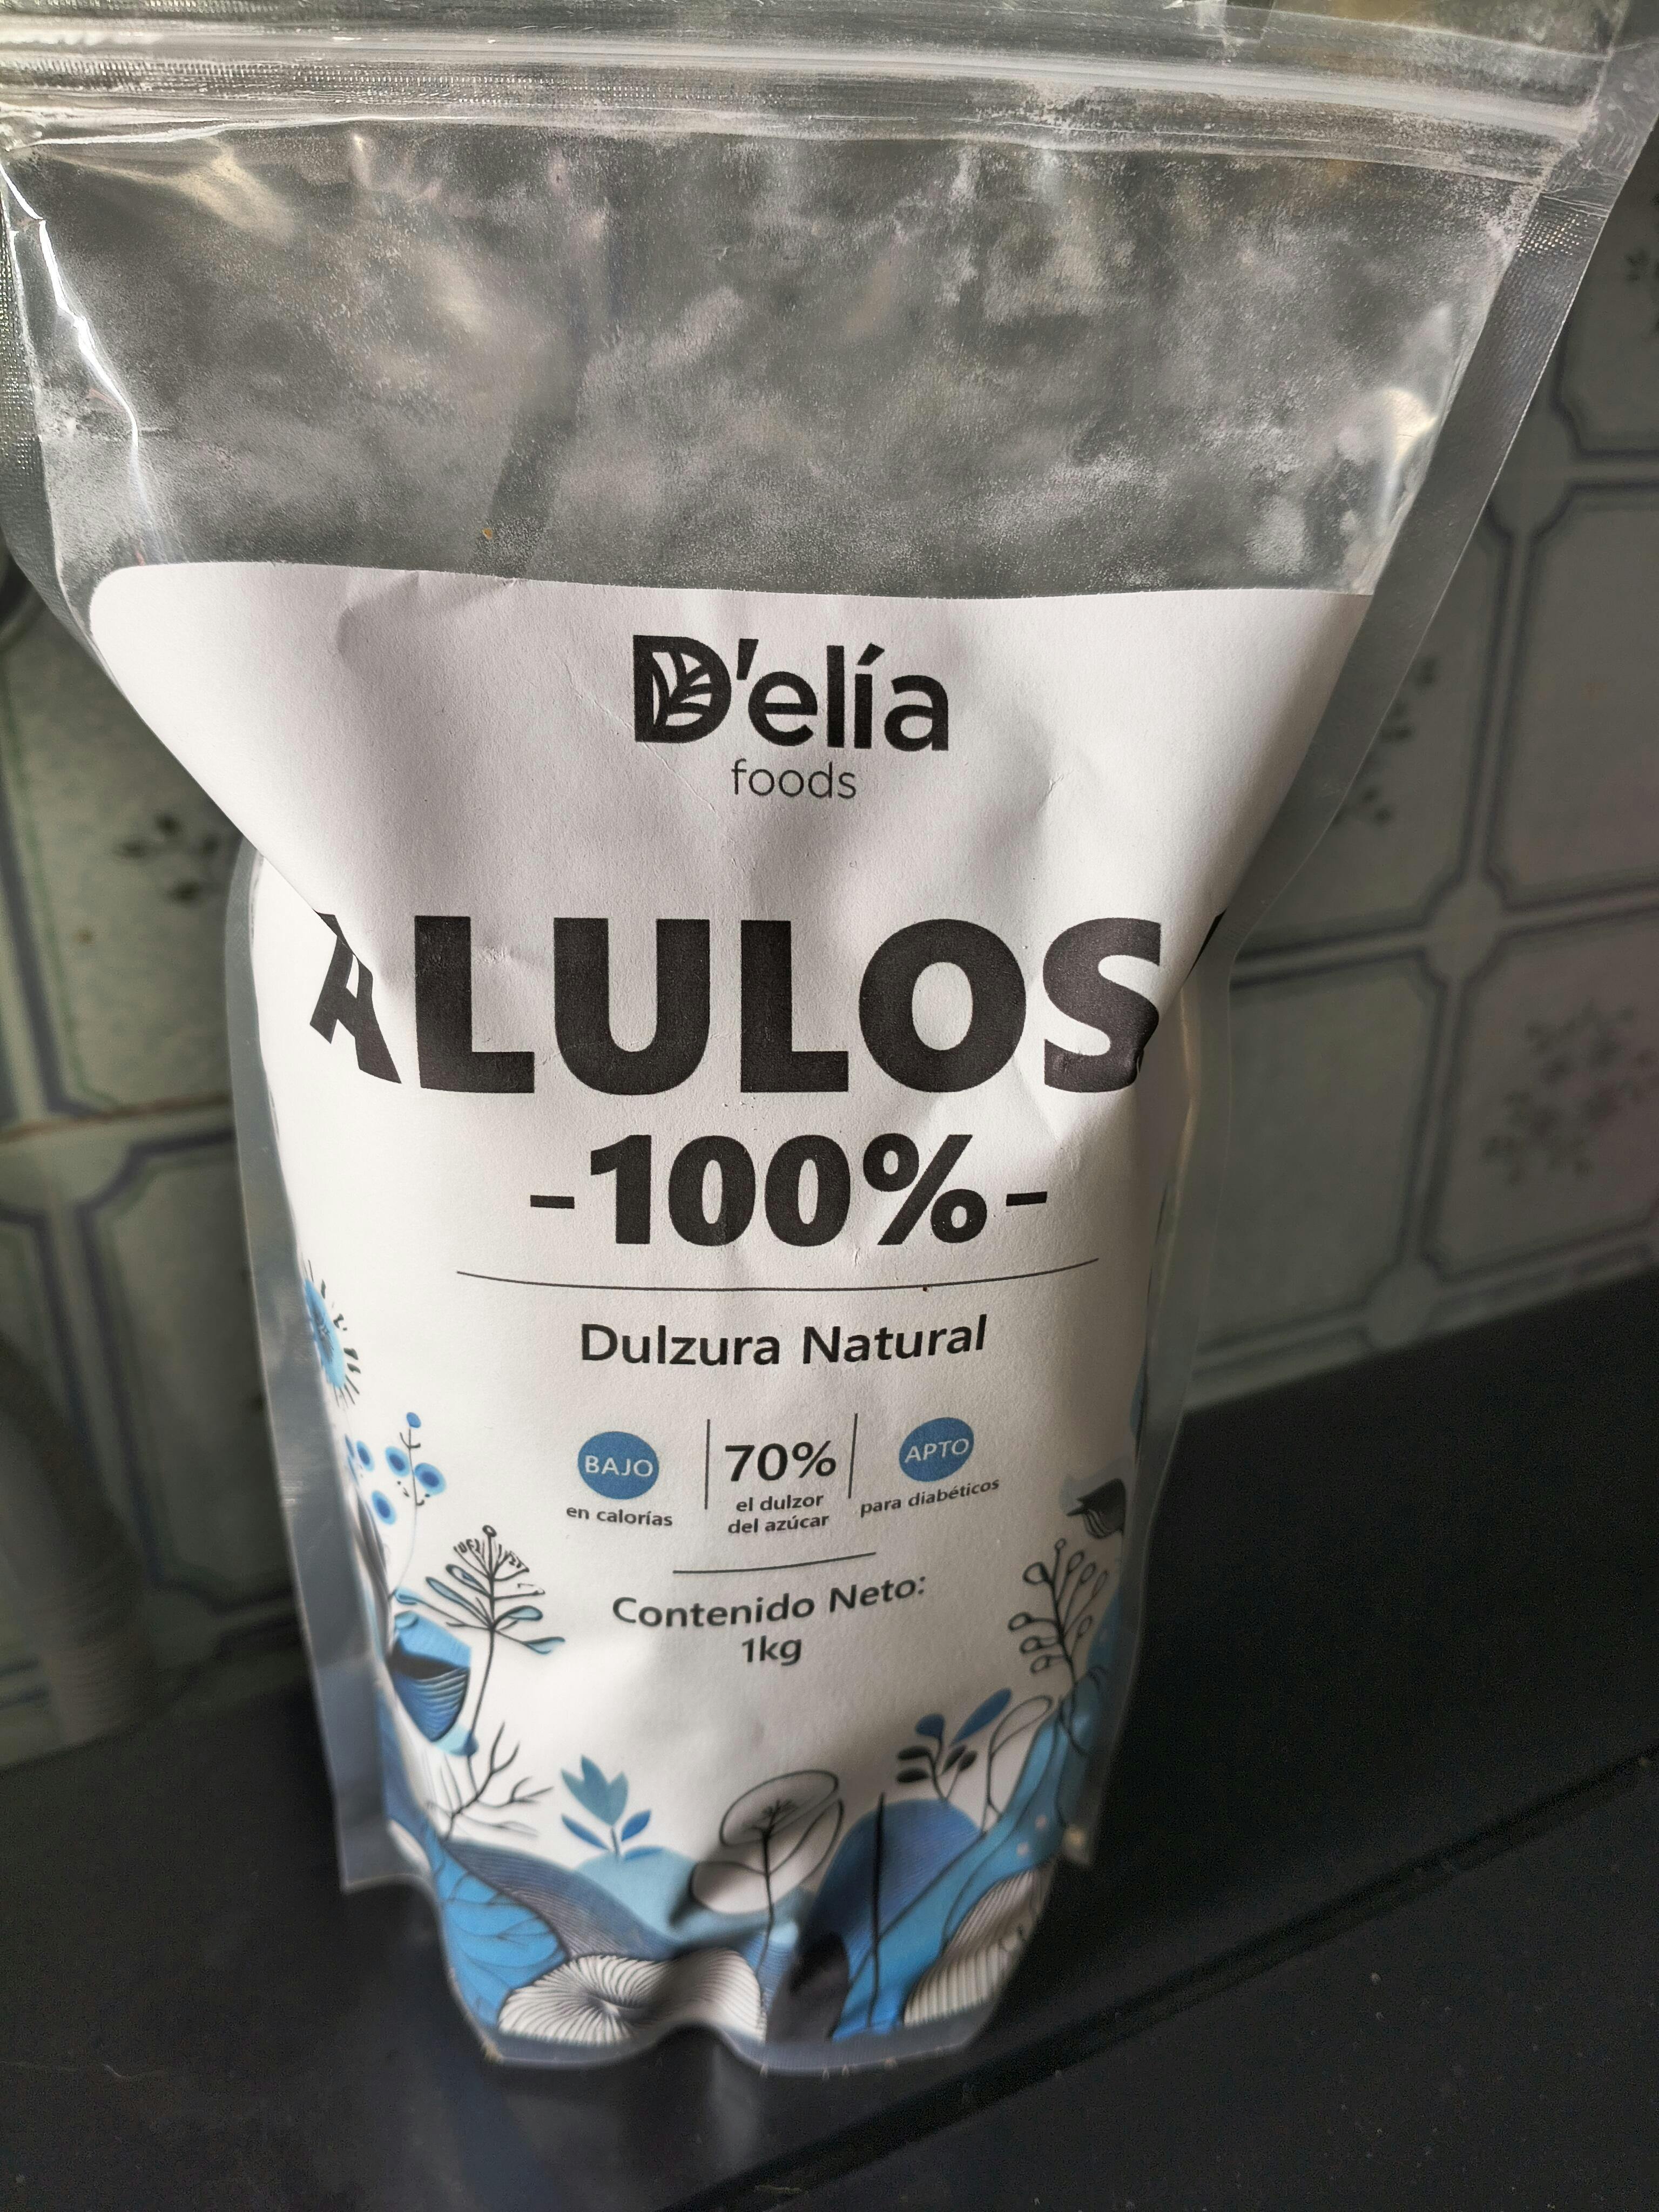 D'elía
foods
ALULOS
-100%-
Dulzura Natural
BAJO
en calorías
70%
el dulzor
del azúcar
APTO
para diabéticos
Contenido Neto:
1kg